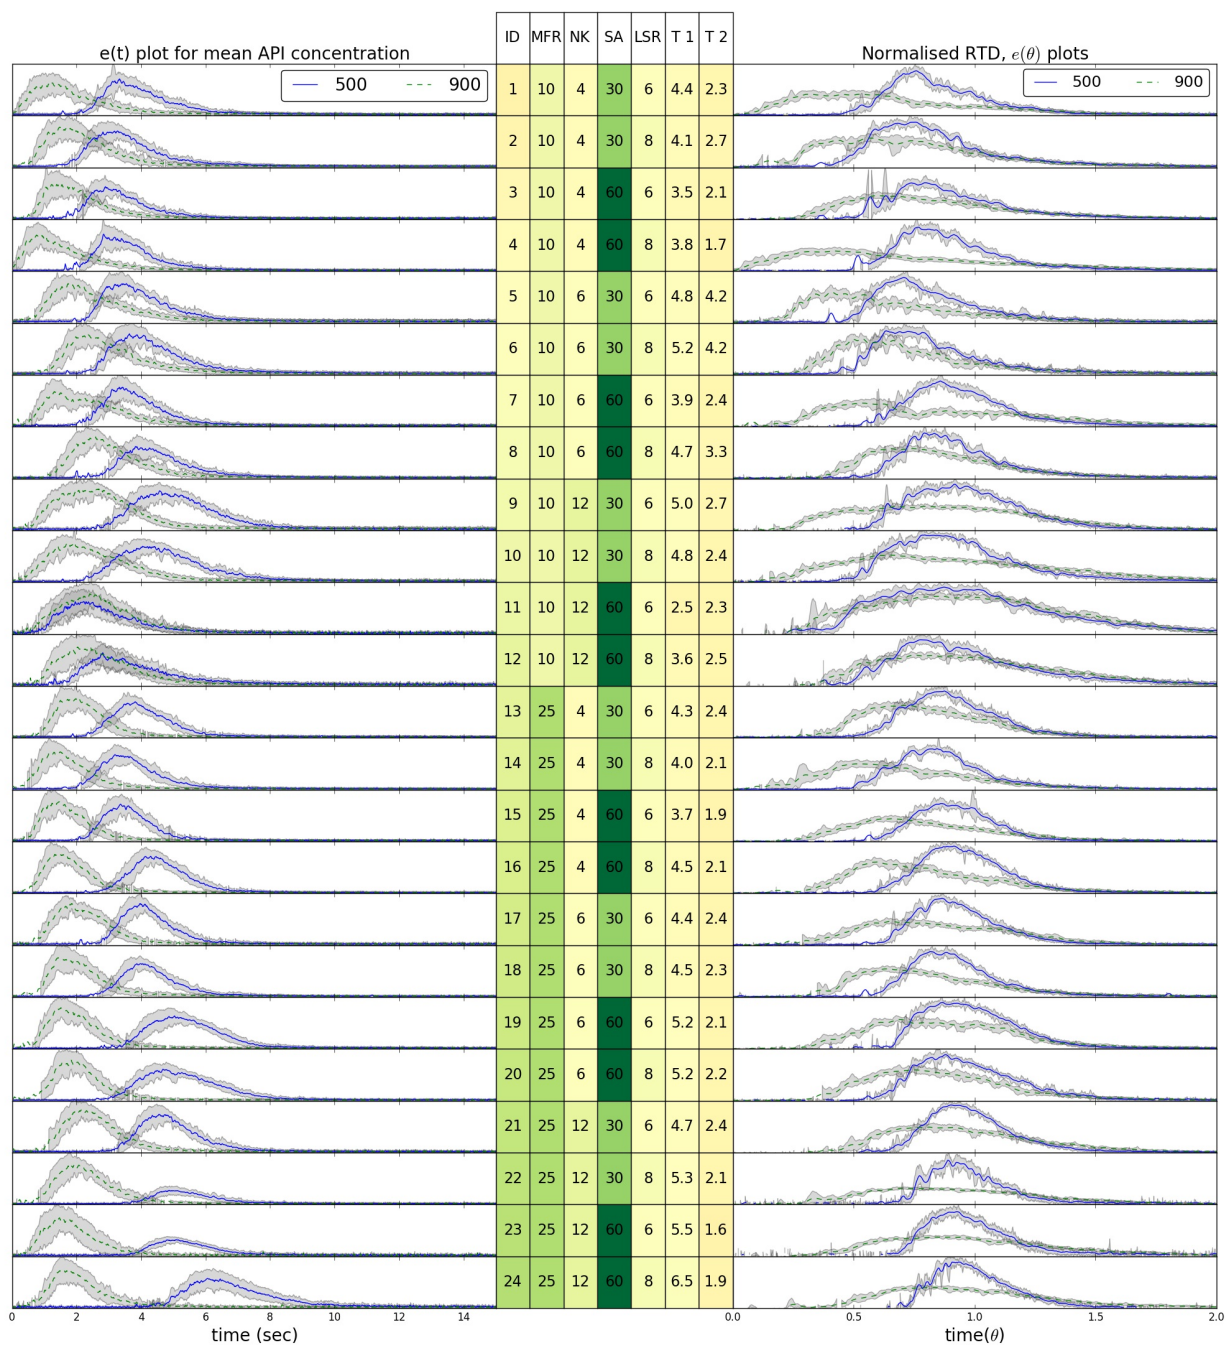 ID MFR NK SA LSR T 1 T 2
e(t) plot for mean API concentration
Normalised RTD, e(θ) plots
500 900
500 900
1 10 4 30 6 4.4 2.3
2 10 4 30 8 4.1 2.7
3 10 4 60 6 3.5 2.1
4 10 4 60 8 3.8 1.7
5 10 6 30 6 4.8 4.2
6 10 6 30 8 5.2 4.2
7 10 6 60 6 3.9 2.4
8 10 6 60 8 4.7 3.3
9 10 12 30 6 5.0 2.7
10 10 12 30 8 4.8 2.4
11 10 12 60 6 2.5 2.3
12 10 12 60 8 3.6 2.5
13 25 4 30 6 4.3 2.4
14 25 4 30 8 4.0 2.1
15 25 4 60 6 3.7 1.9
16 25 4 60 8 4.5 2.1
17 25 6 30 6 4.4 2.4
18 25 6 30 8 4.5 2.3
19 25 6 60 6 5.2 2.1
20 25 6 60 8 5.2 2.2
21 25 12 30 6 4.7 2.4
22 25 12 30 8 5.3 2.1
23 25 12 60 6 5.5 1.6
24 25 12 60 8 6.5 1.9
0 2 4 6 8 10 12 14
0.0 0.5 1.0 1.5 2.0
time (sec)
time(θ)